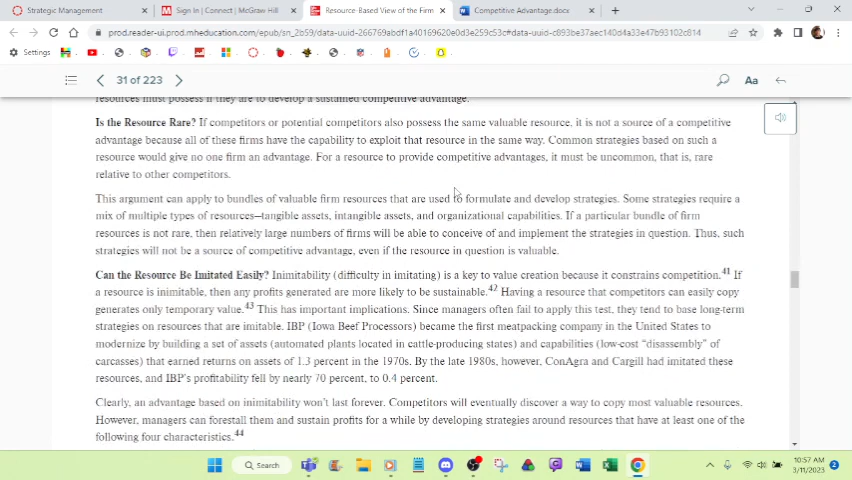 Strategic Management
Sign In | Connect | McGraw Hill
Resource-Based View of the Firm
Competitive Advantage.docx
prod.reader-ui.prod.mheducation.com/epub/sn_2b59/data-uuid-266769abdf1a40169620e0d3e259c53c#data-uuid-c893be37aec140d4a33e47b93102c814
Settings
31 of 223
Aa
resources must possess if they are to develop a sustained competitive advantage.
Is the Resource Rare? If competitors or potential competitors also possess the same valuable resource, it is not a source of a competitive
advantage because all of these firms have the capability to exploit that resource in the same way. Common strategies based on such a
resource would give no one firm an advantage. For a resource to provide competitive advantages, it must be uncommon, that is, rare
relative to other competitors.
This argument can apply to bundles of valuable firm resources that are used to formulate and develop strategies. Some strategies require a
mix of multiple types of resources—tangible assets, intangible assets, and organizational capabilities. If a particular bundle of firm
resources is not rare, then relatively large numbers of firms will be able to conceive of and implement the strategies in question. Thus, such
strategies will not be a source of competitive advantage, even if the resource in question is valuable.
Can the Resource Be Imitated Easily? Inimitability (difficulty in imitating) is a key to value creation because it constrains competition.41 If
a resource is inimitable, then any profits generated are more likely to be sustainable.42 Having a resource that competitors can easily copy
generates only temporary value.43 This has important implications. Since managers often fail to apply this test, they tend to base long-term
strategies on resources that are imitable. IBP (Iowa Beef Processors) became the first meatpacking company in the United States to
modernize by building a set of assets (automated plants located in cattle-producing states) and capabilities (low-cost “disassembly” of
carcasses) that earned returns on assets of 1.3 percent in the 1970s. By the late 1980s, however, ConAgra and Cargill had imitated these
resources, and IBP's profitability fell by nearly 70 percent, to 0.4 percent.
Clearly, an advantage based on inimitability won't last forever. Competitors will eventually discover a way to copy most valuable resources.
However, managers can forestall them and sustain profits for a while by developing strategies around resources that have at least one of the
following four characteristics.44
Search
10:57 AM
3/11/2023
2